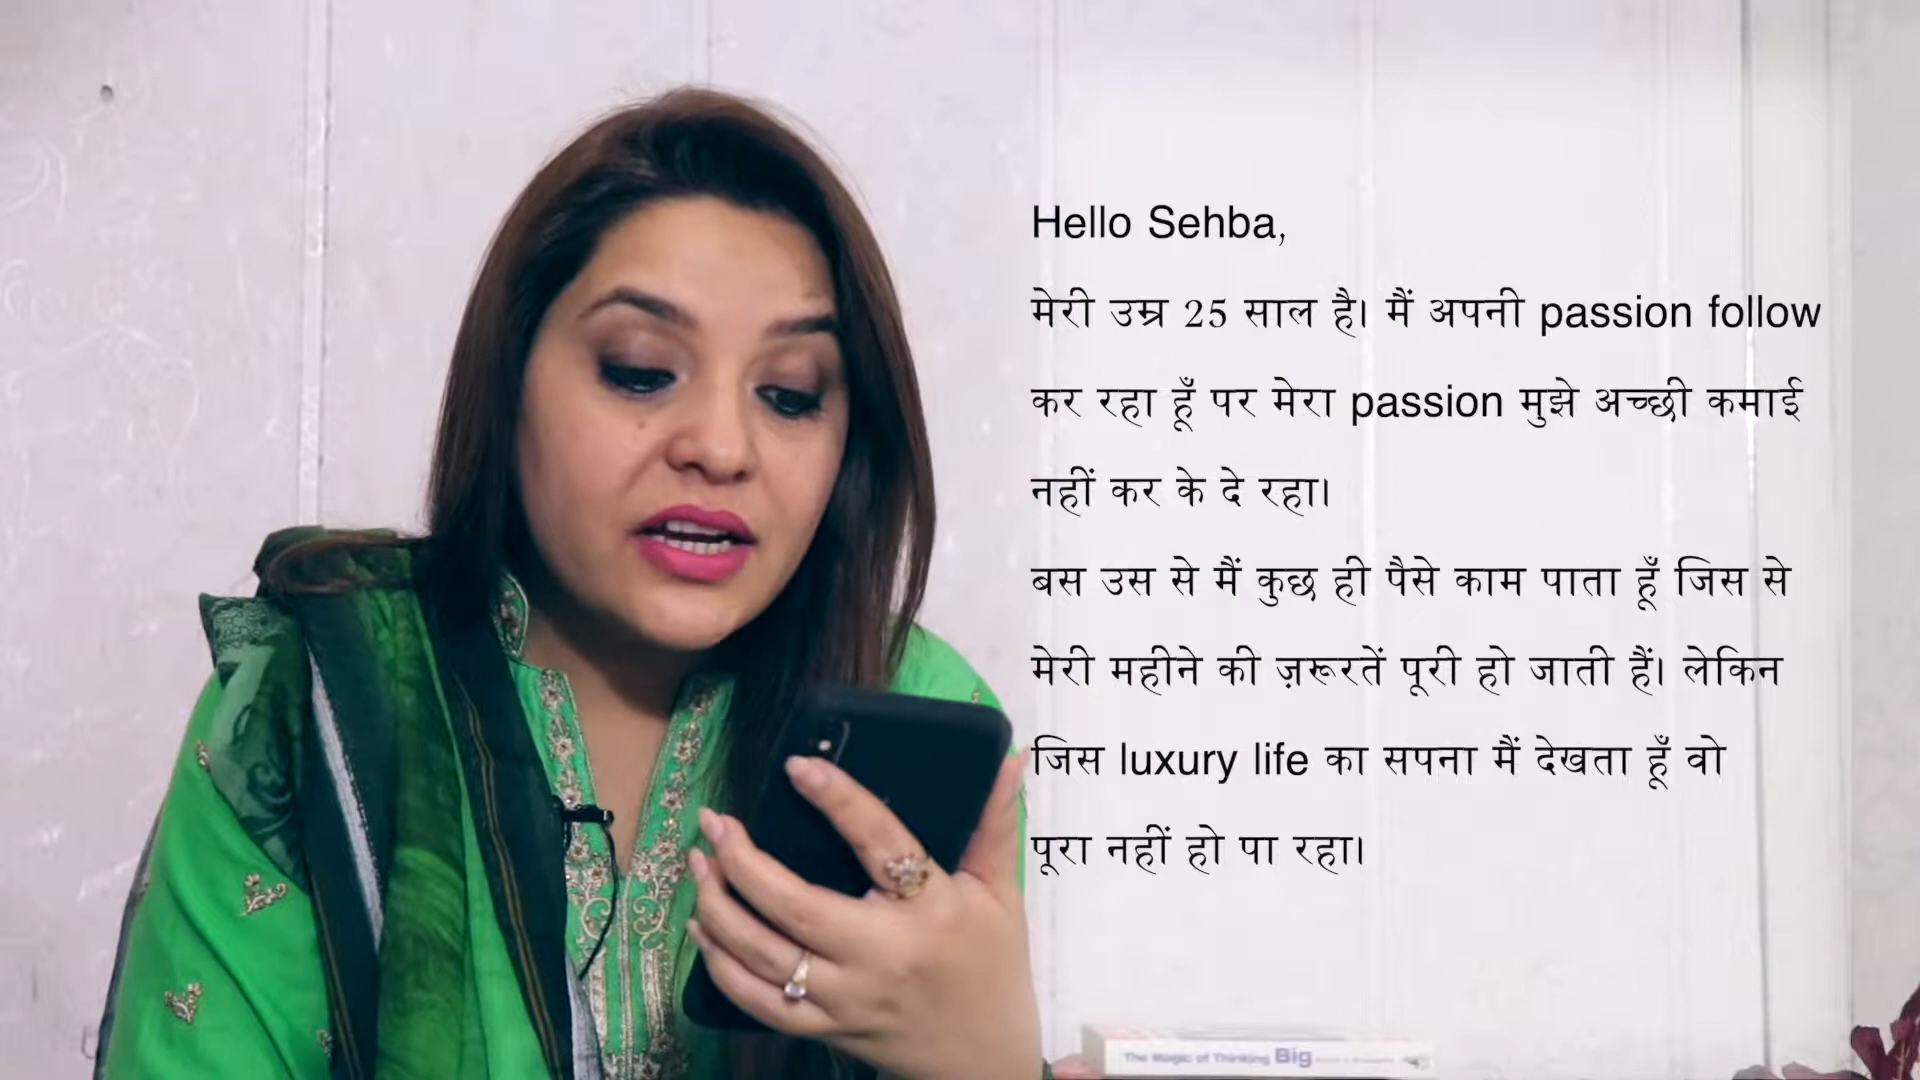 Hello Sehba,
मेरी उम्र 25 साल है। मैं अपनी passion follow
कर रहा हूँ पर मेरा passion मुझे अच्छी कमाई
नहीं कर के दे रहा।
बस उस से मैं कुछ ही पैसे काम पाता हूँ जिस से
मेरी महीने की ज़रूरतें पूरी हो जाती हैं। लेकिन
जिस luxury life का सपना मैं देखता हूँ वो
पूरा नहीं हो पा रहा।
The Magic of Thinking Big